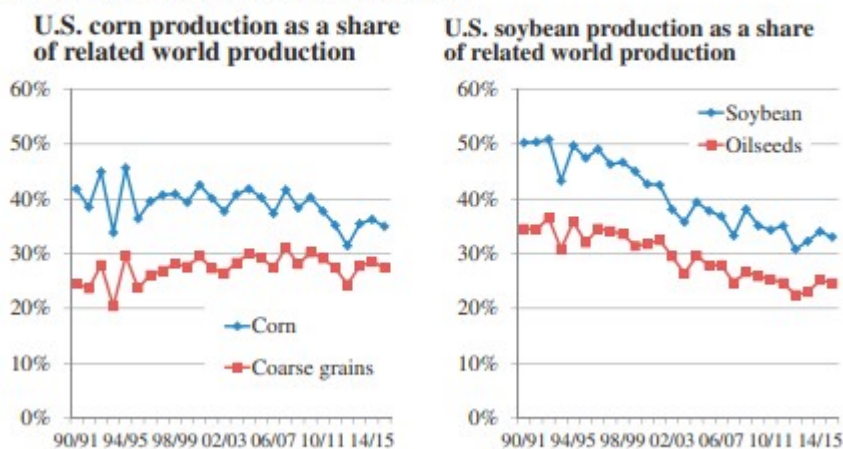 U.S. corn production as a share
of related world production
60%
50%
40%
30%
20%
10%
0%
Corn
Coarse grains
90/91 94/95 98/99 02/03 06/07 10/11 14/15
U.S. soybean production as a share
of related world production
60%
50%
40%
30%
20%
10%
0%
Soybean
Oilseeds
90/91 94/95 98/99 02/03 06/07 10/11 14/15